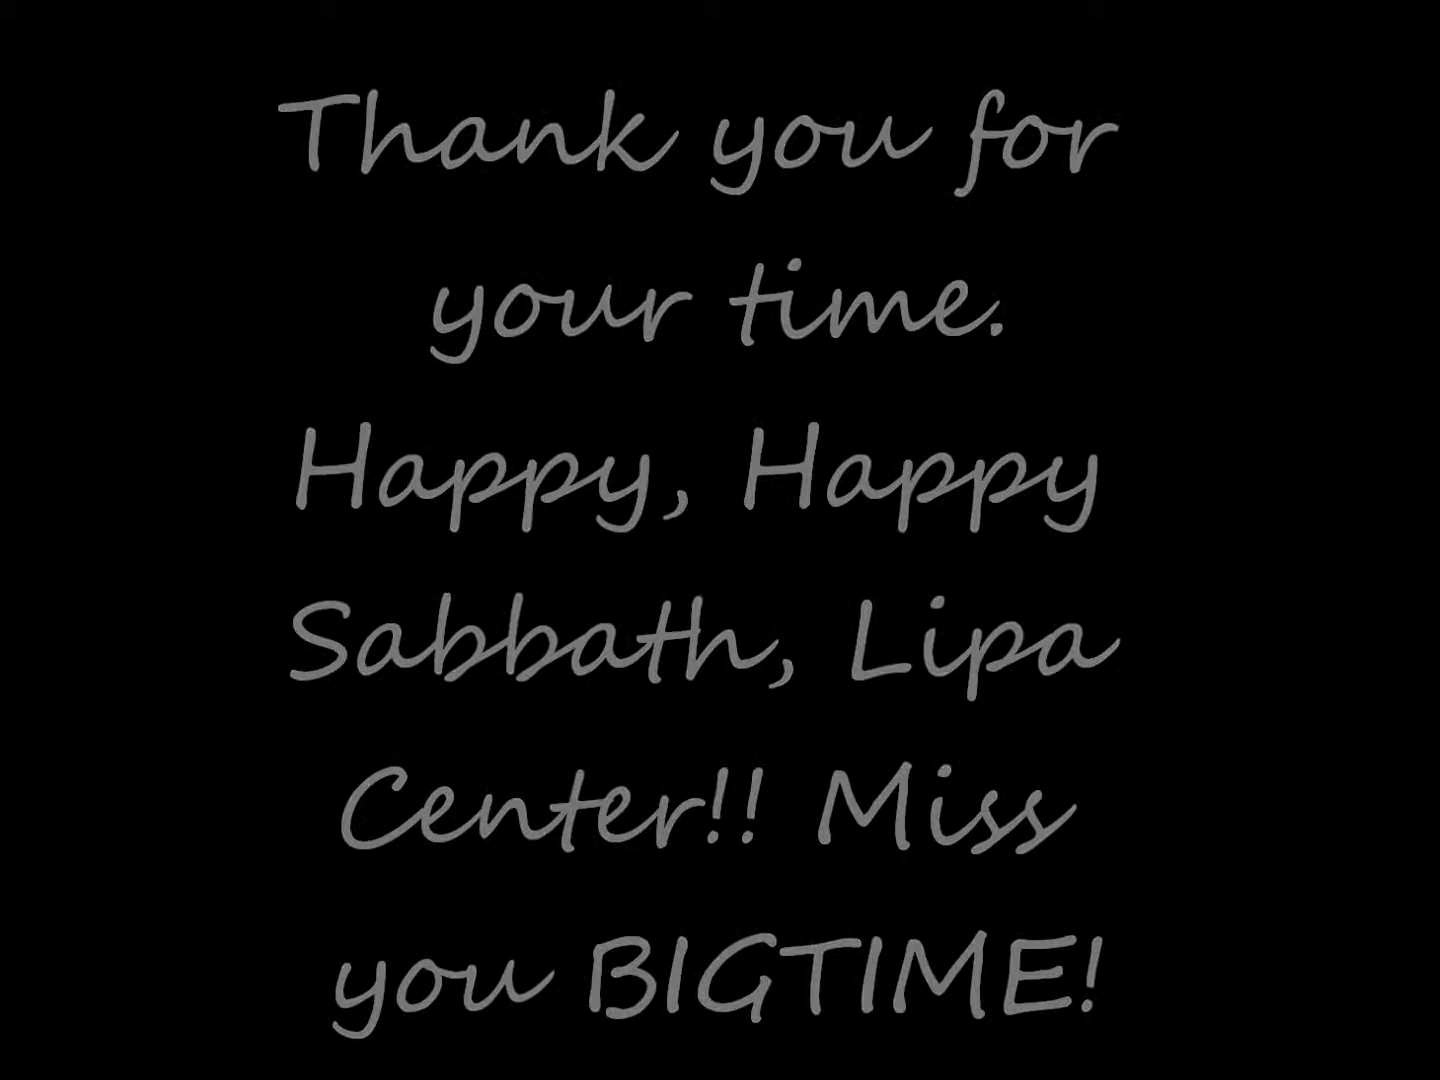 Thank you for
your time.
Happy, Happy
Sabbath, Lipa
Center!! Miss
you BIGTIME!